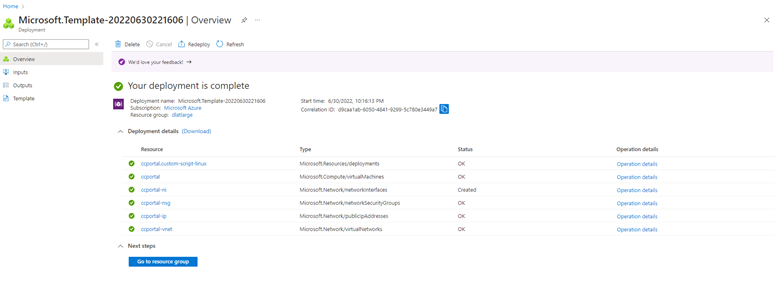 Home
Microsoft.Template-20220630221606 | Overview
Deployment
Search (Ctrl+/)
Overview
Inputs
Outputs
Template
Delete
Cancel
Redeploy
Refresh
We'd love your feedback!
Your deployment is complete
Deployment name: Microsoft.Template-20220630221606
Subscription: Microsoft Azure
Resource group: dlatlarge
Start time: 6/30/2022, 10:16:13 PM
Correlation ID: d9caa1ab-6050-4841-9299-5c760e3449a7
Deployment details (Download)
Resource Type Status Operation details
ccportal.custom-script-linux Microsoft.Resources/deployments OK Operation details
ccportal Microsoft.Compute/virtualMachines OK Operation details
ccportal-ni Microsoft.Network/networkInterfaces Created Operation details
ccportal-nsg Microsoft.Network/networkSecurityGroups OK Operation details
ccportal-ip Microsoft.Network/publicIpAddresses OK Operation details
ccportal-vnet Microsoft.Network/virtualNetworks OK Operation details
Next steps
Go to resource group